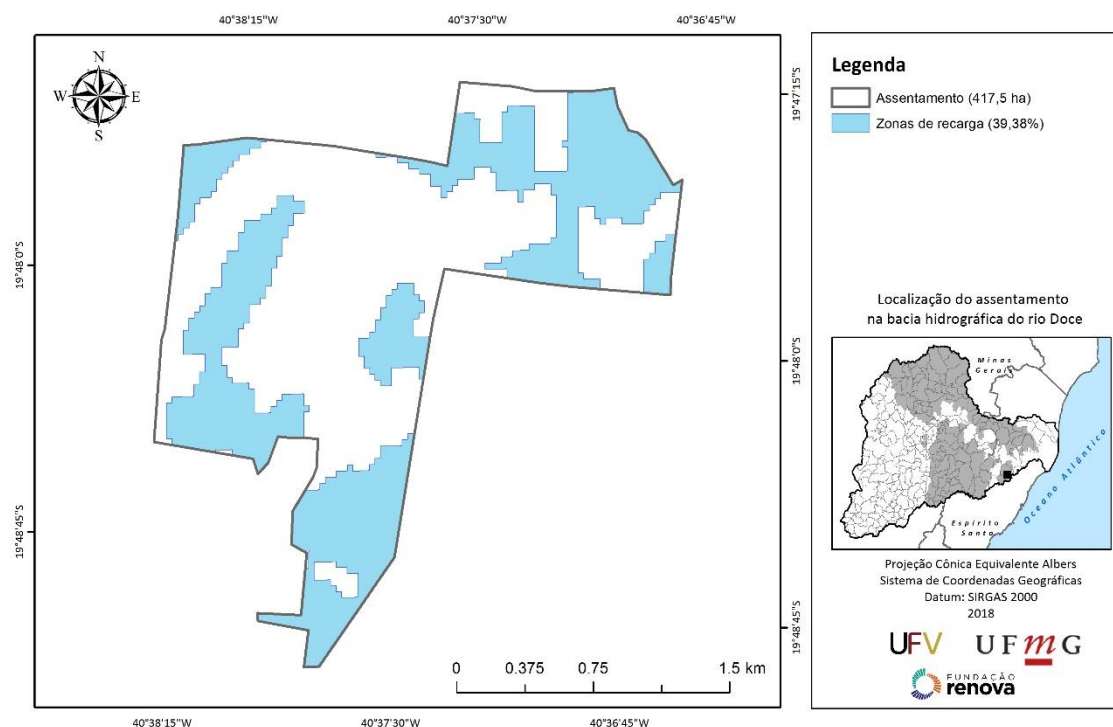 40°38'15"W
40°37'30"W
40°36'45"W
N
W
E
S
19°48'0"S
19°48'45"S
19°47'15"S
19°48'0"S
19°48'45"S
0
0.375
0.75
1.5 km
40°38'15"W
40°37'30"W
40°36'45"W
Legenda
Assentamento (417,5 ha)
Zonas de recarga (39,38%)
Localização do assentamento
na bacia hidrográfica do rio Doce
Minas
Gerais
Espírito
Santo
Oceano Atlântico
Projeção Cônica Equivalente Albers
Sistema de Coordenadas Geográficas
Datum: SIRGAS 2000
2018
UFV
UFmG
FUNDAÇÃO
renova